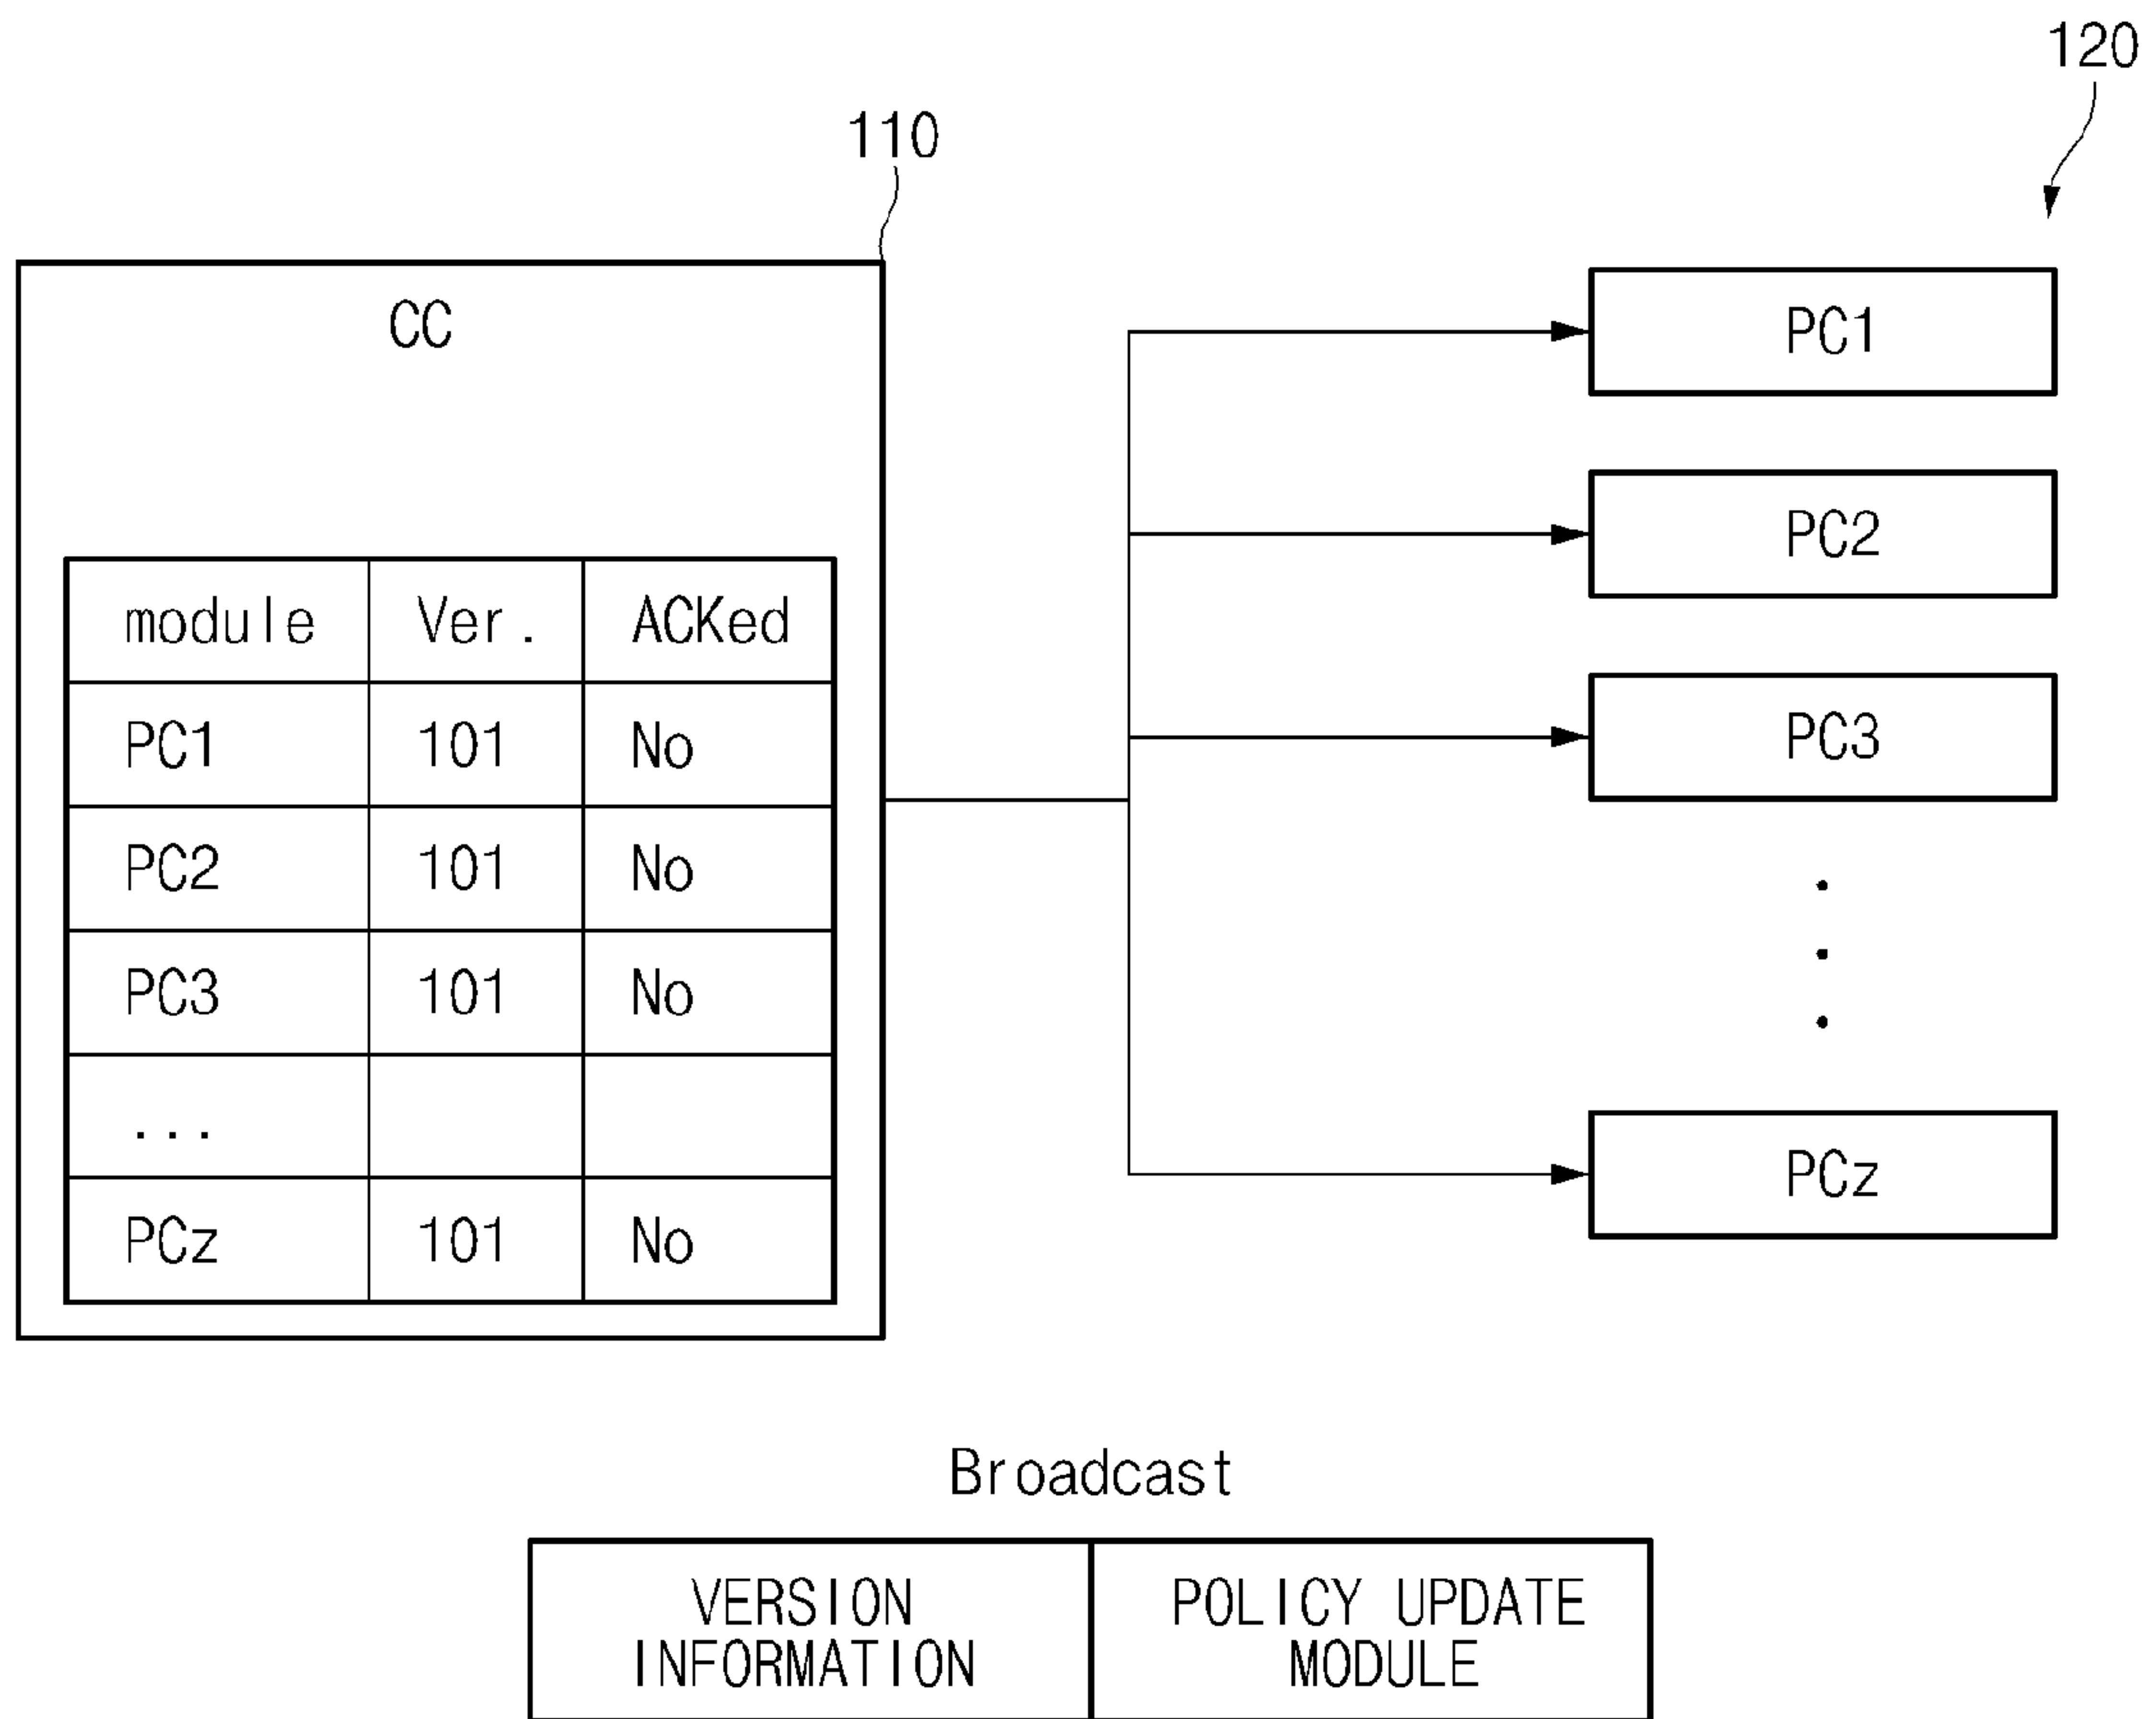 120
110
CC
PC1
PC2
PC3
PCz
module Ver. ACKed
PC1 101 No
PC2 101 No
PC3 101 No
...
PCz 101 No
Broadcast
VERSION INFORMATION
POLICY UPDATE MODULE